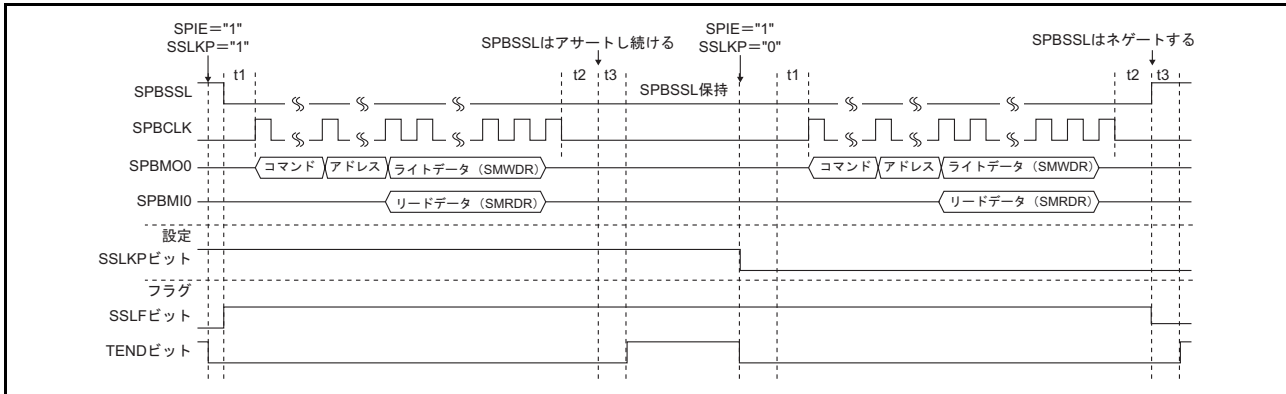 SPIE="1"
SSLKP="1"
SPBSSLはアサートし続ける
SPIE="1"
SSLKP="0"
SPBSSLはネゲートする
t1
t2
t3
SPBSSL保持
t1
t2
t3
SPBSSL
SPBCLK
SPBMO0
コマンド
アドレス
ライトデータ(SMWDR)
コマンド
アドレス
ライトデータ(SMWDR)
SPBMI0
リードデータ(SMRDR)
リードデータ(SMRDR)
設定
SSLKPビット
フラグ
SSLFビット
TENDビット